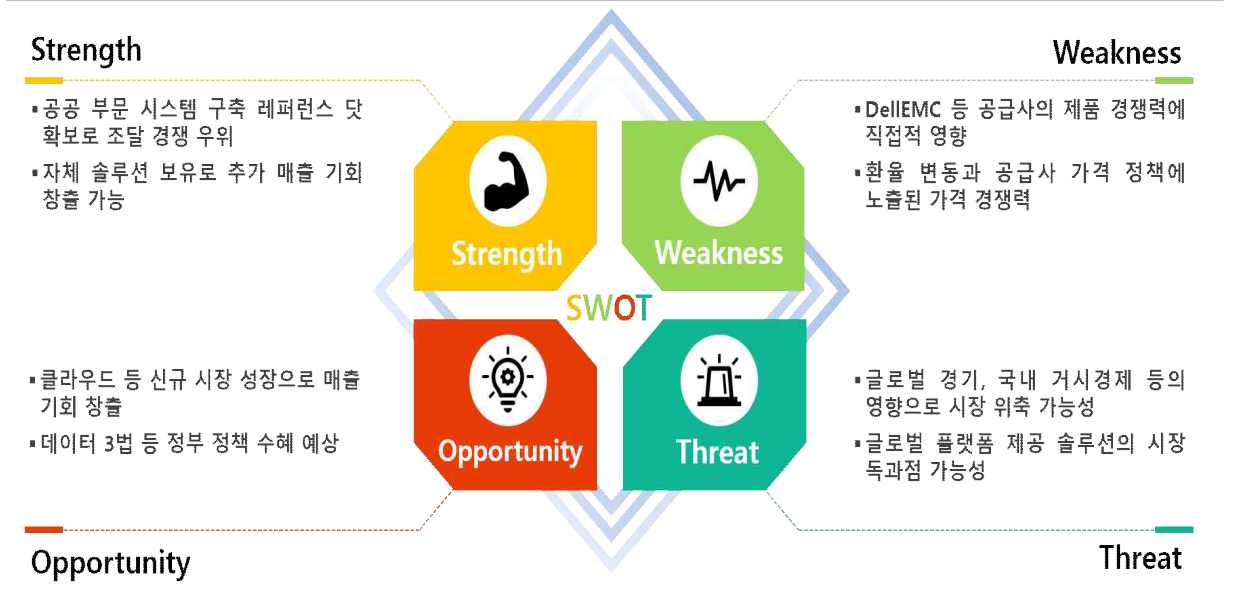 Strength
▪공공 부문 시스템 구축 레퍼런스 닷
확보로 조달 경쟁 우위
▪자체 솔루션 보유로 추가 매출 기회
창출 가능
Weakness
▪DellEMC 등 공급사의 제품 경쟁력에
직접적 영향
▪환율 변동과 공급사 가격 정책에
노출된 가격 경쟁력
Strength
Weakness
SWOT
Opportunity
Threat
▪클라우드 등 신규 시장 성장으로 매출
기회 창출
▪데이터 3법 등 정부 정책 수혜 예상
Opportunity
▪글로벌 경기, 국내 거시경제 등의
영향으로 시장 위축 가능성
▪글로벌 플랫폼 제공 솔루션의 시장
독과점 가능성
Threat